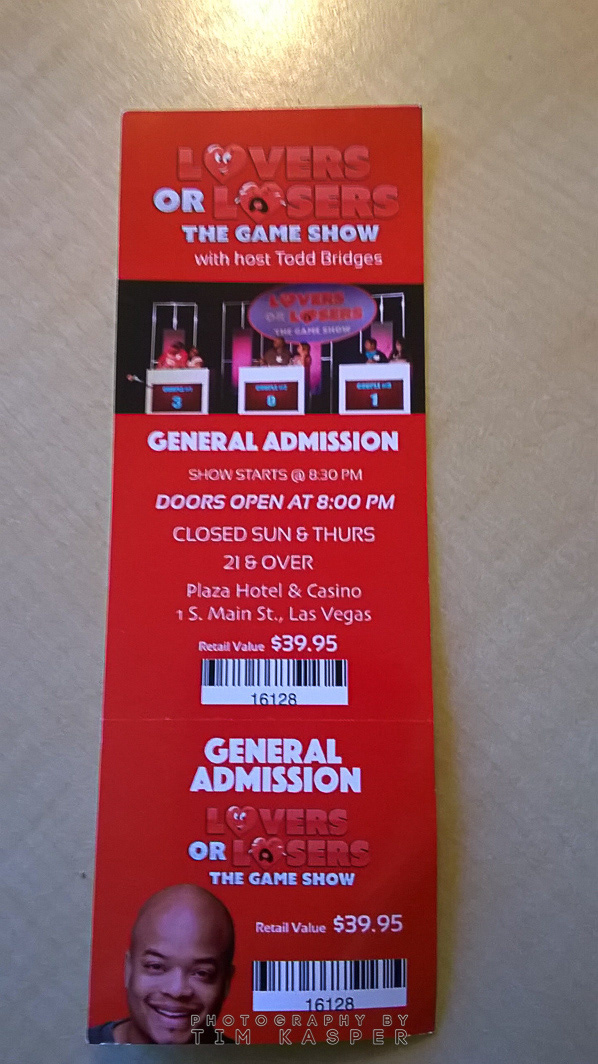 LOVERS
OR LOSERS
THE GAME SHOW
with host Todd Bridges
LOVERS
OR LOSERS
THE GAME SHOW
3
0
1
GENERAL ADMISSION
SHOW STARTS @ 8:30 PM
DOORS OPEN AT 8:00 PM
CLOSED SUN & THURS
21 & OVER
Plaza Hotel & Casino
1 S. Main St., Las Vegas
Retail Value $39.95
16128
GENERAL
ADMISSION
LOVERS
OR LOSERS
THE GAME SHOW
Retail Value $39.95
16128
PHOTOGRAPHY BY
TIM KASPER